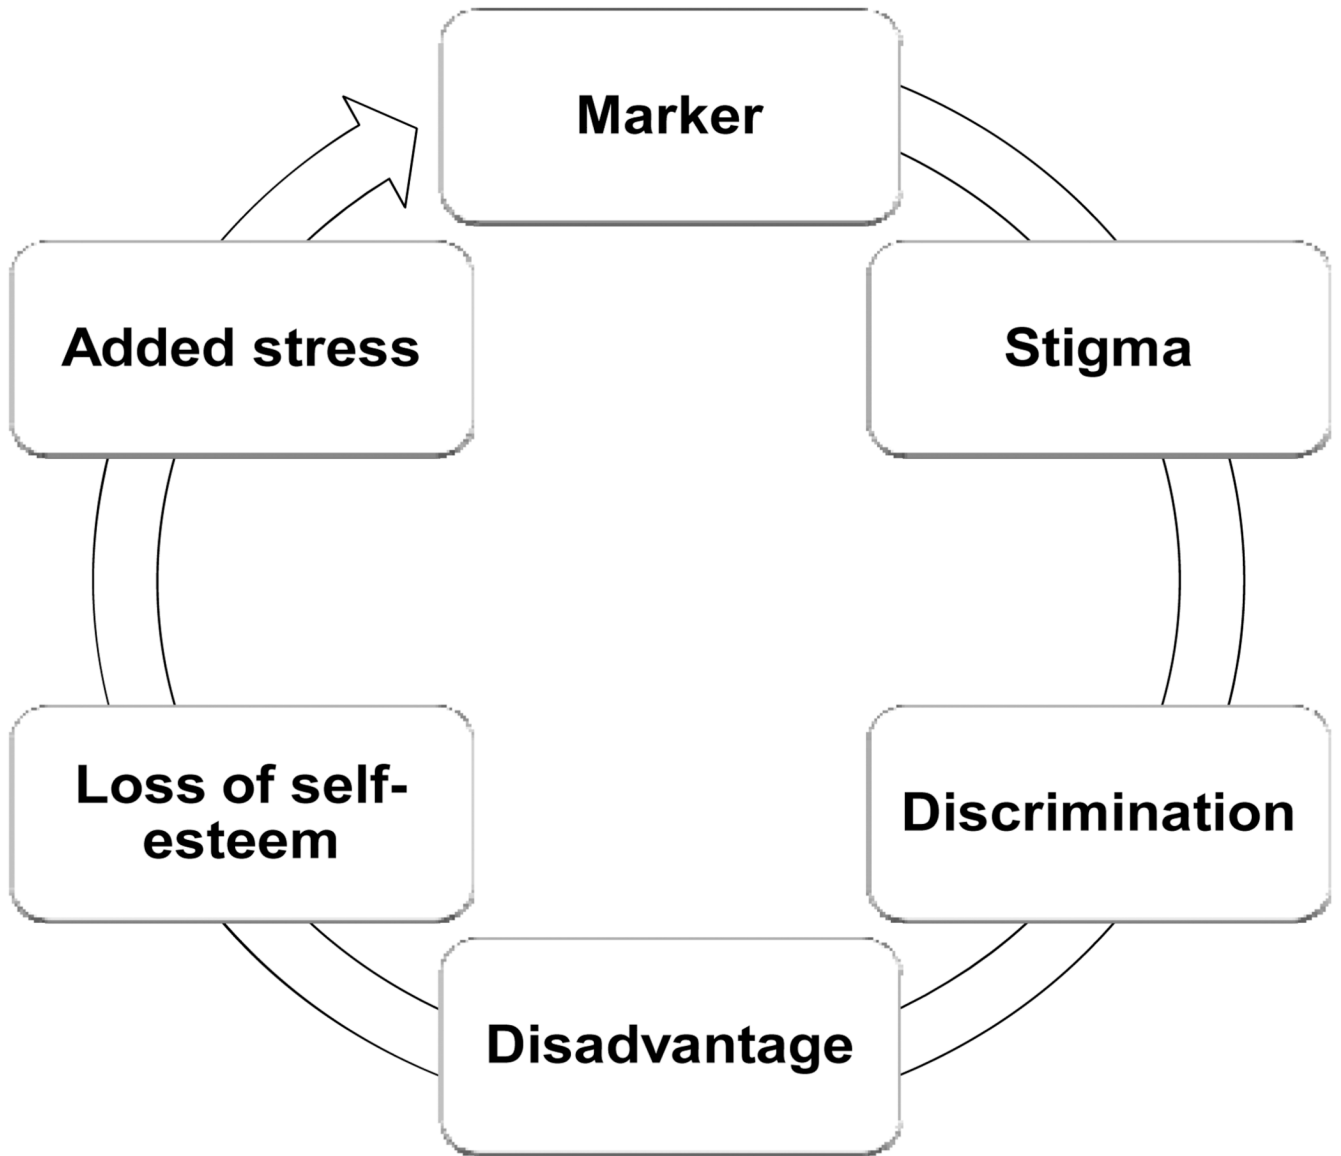 Marker
Stigma
Discrimination
Disadvantage
Loss of self-
esteem
Added stress